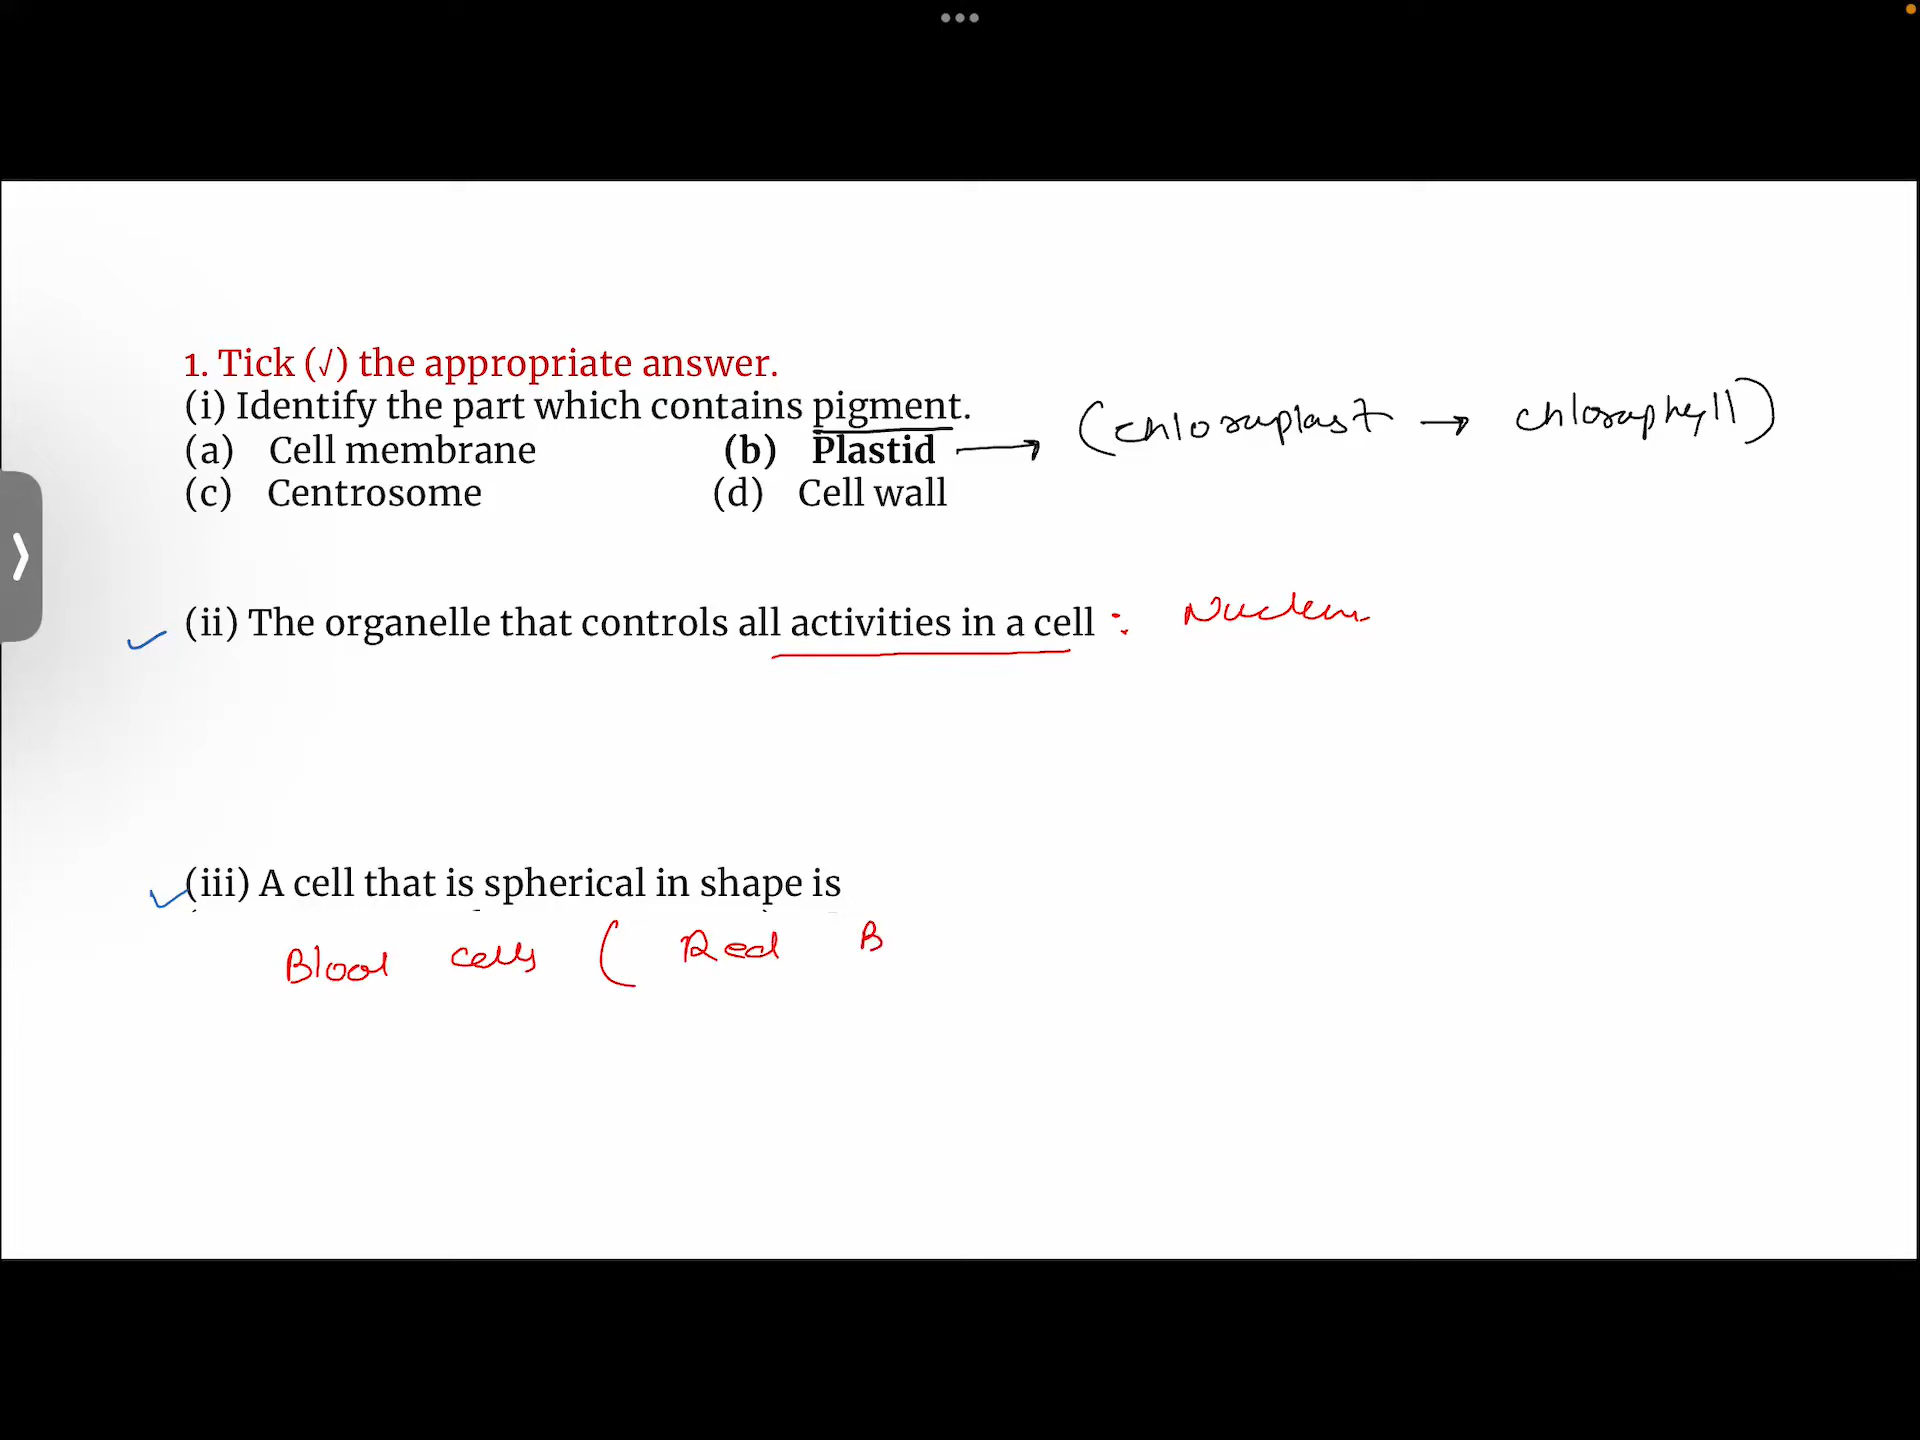 1. Tick (√) the appropriate answer.
(i) Identify the part which contains pigment.
(a) Cell membrane (b) Plastid → (chloroplast → chlorophyll)
(c) Centrosome (d) Cell wall
(ii) The organelle that controls all activities in a cell : Nucleus
(iii) A cell that is spherical in shape is
Blood cells ( Red B